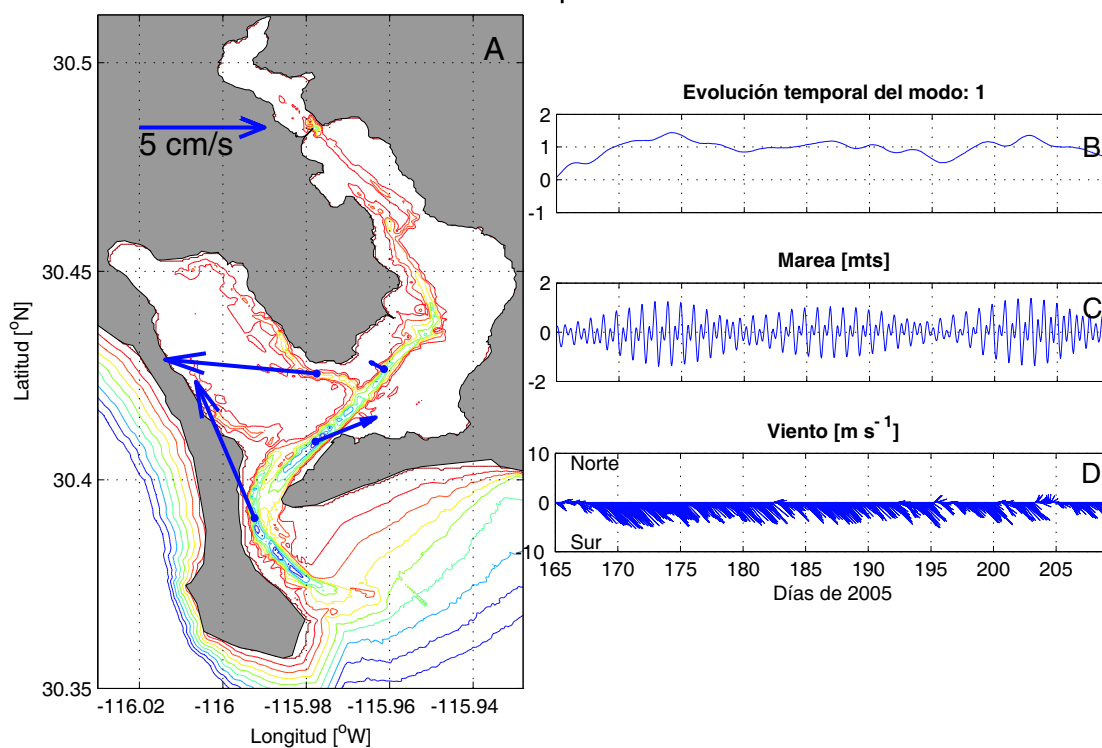 A
30.5
30.45
30.4
30.35
5 cm/s
Latitud [°N]
-116.02
-116
-115.98
-115.96
-115.94
Longitud [°W]
Evolución temporal del modo: 1
2
1
0
-1
B
Marea [mts]
2
0
-2
C
Viento [m s⁻¹]
10
0
-10
Norte
Sur
D
165
170
175
180
185
190
195
200
205
Días de 2005